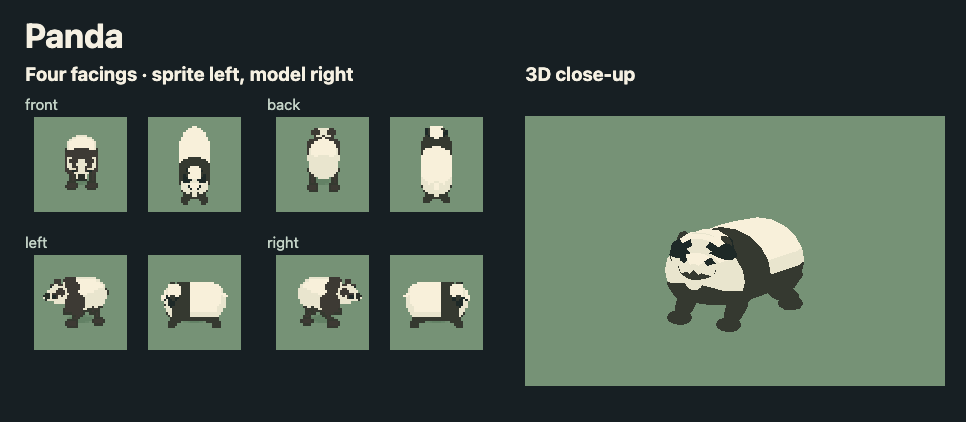 Panda
Four facings · sprite left, model right
3D close-up
front
back
left
right